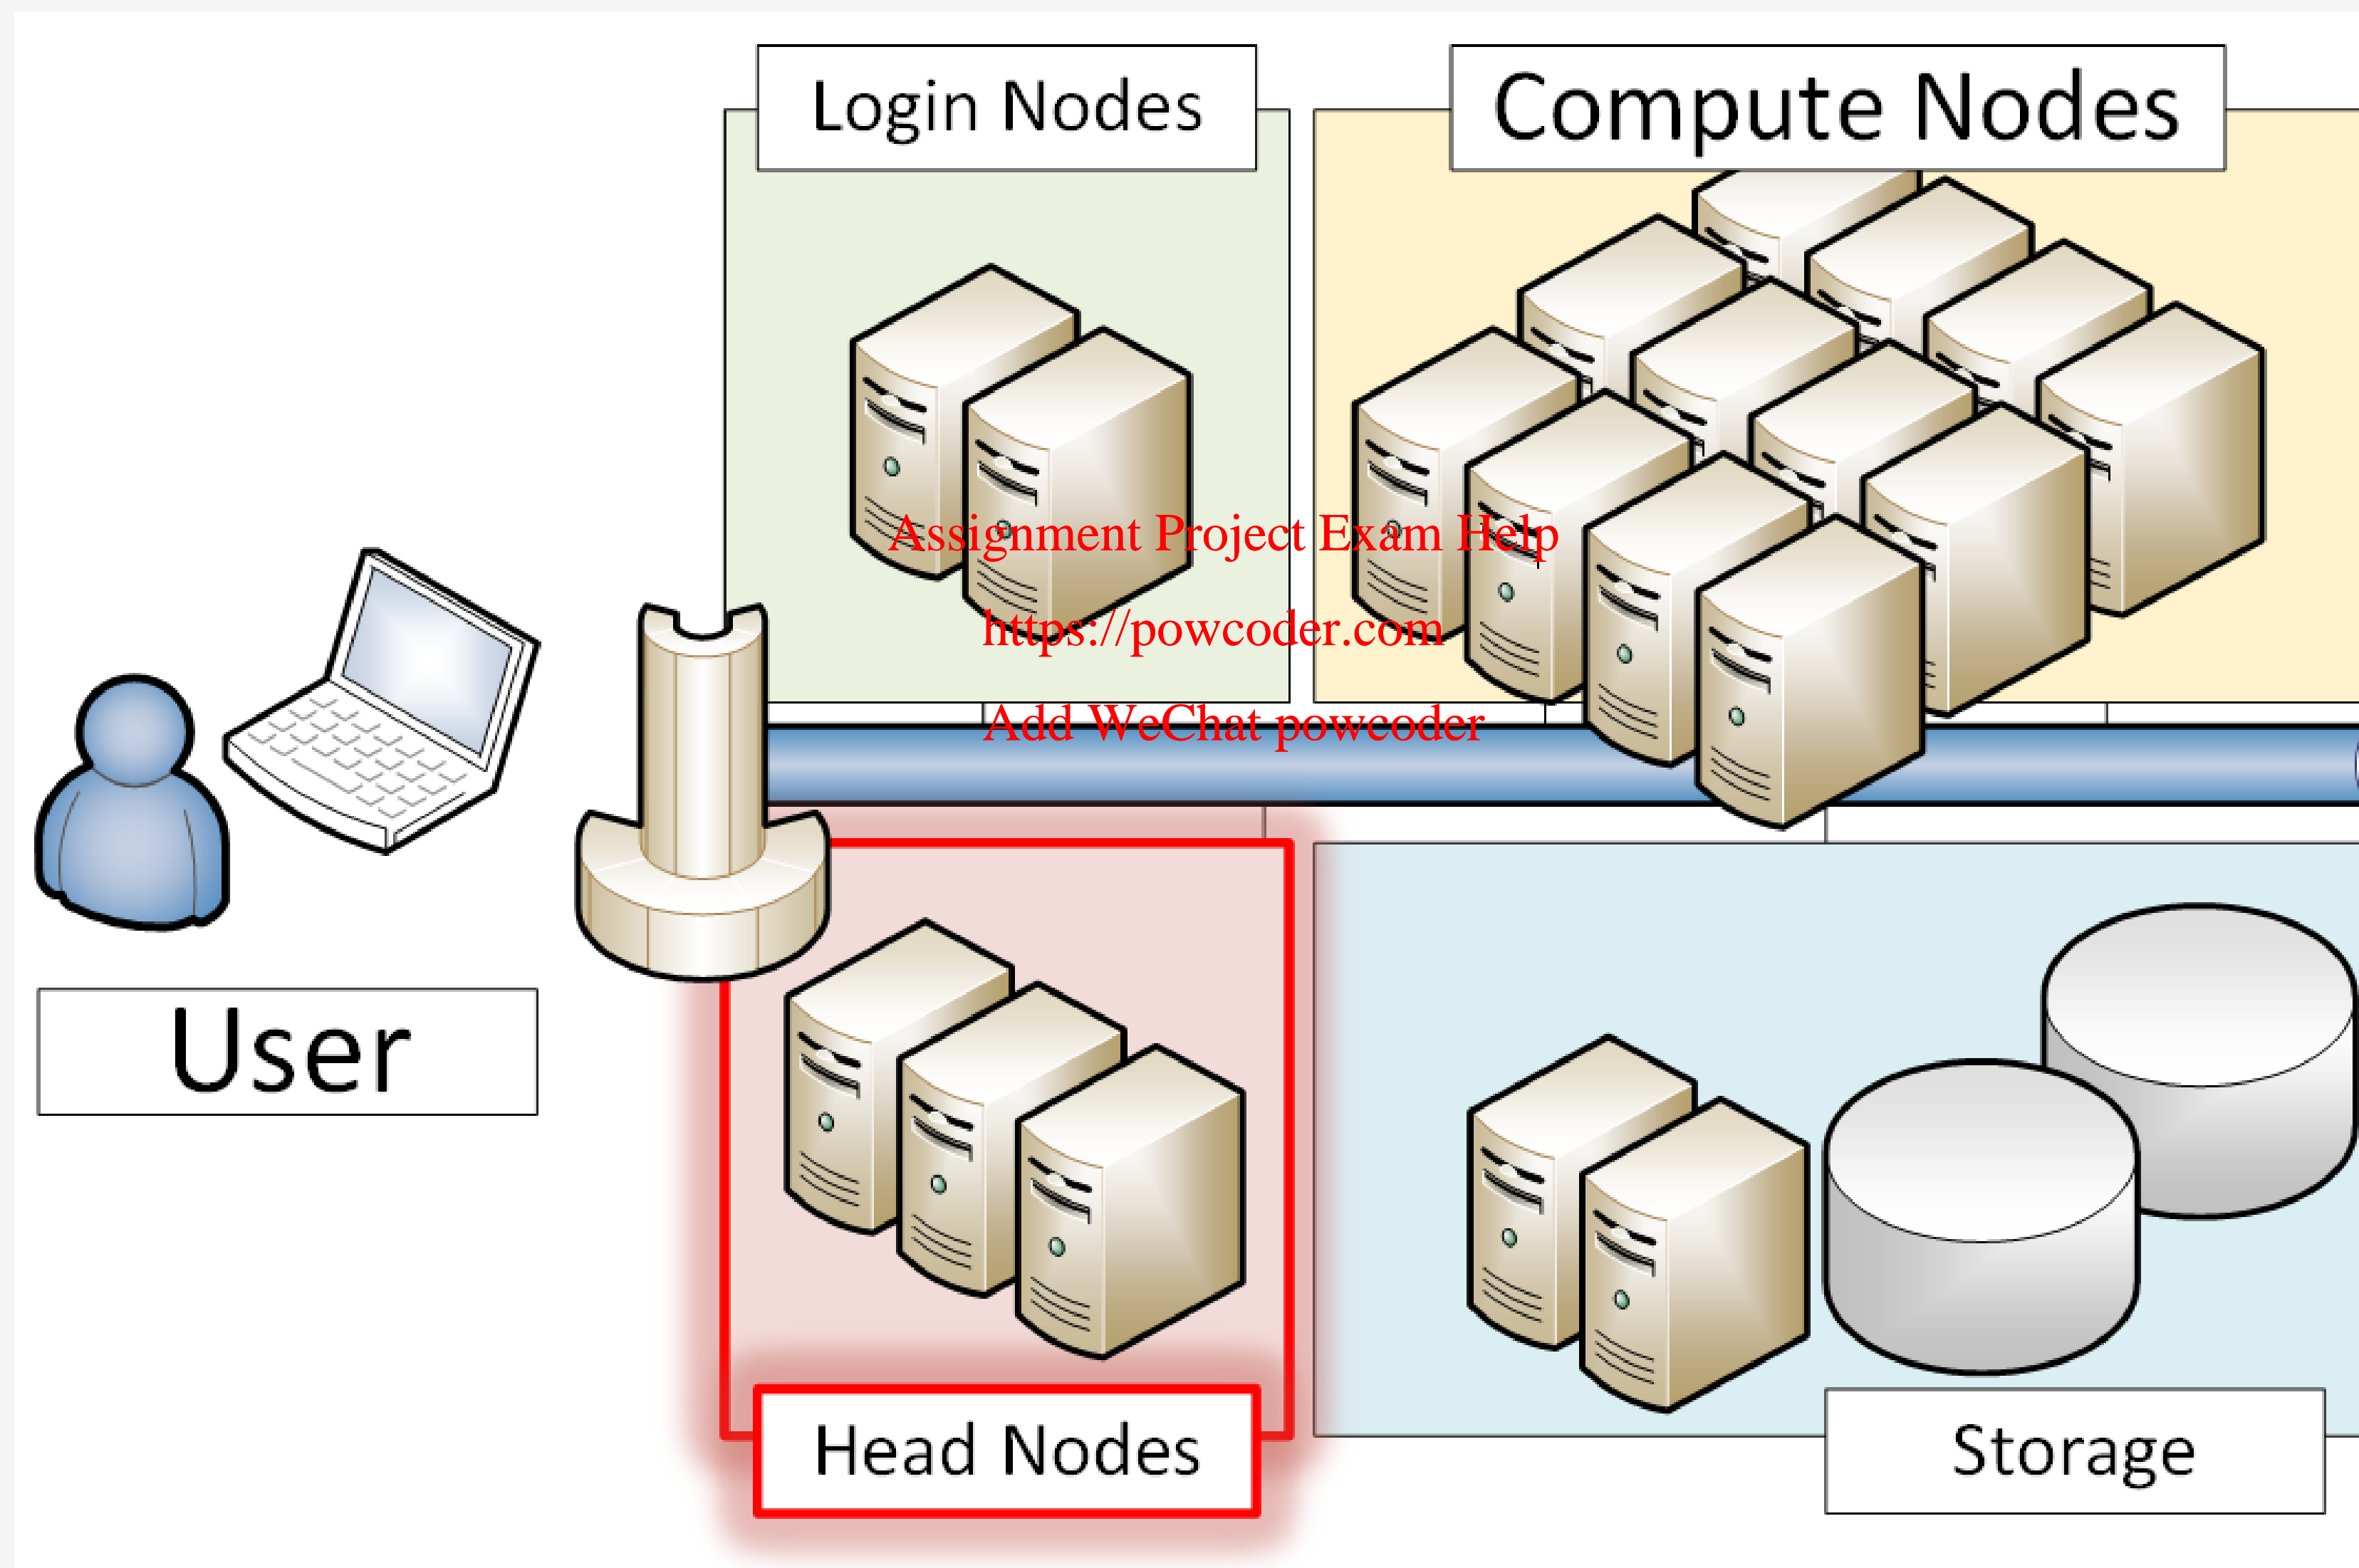 Login Nodes
Compute Nodes
Assignment Project Exam Help
https://powcoder.com
Add WeChat powcoder
User
Head Nodes
Storage